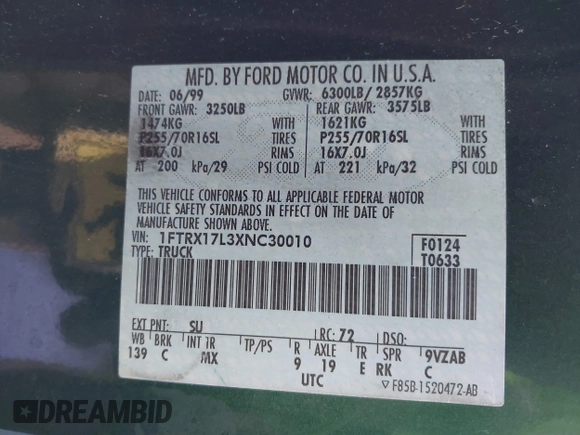 MFD. BY FORD MOTOR CO. IN U.S.A.
DATE 06/99 GVWR: 6300LB/ 2857KG
FRONT GAWR: 3250LB REAR GAWR: 3575LB
1474KG WITH 1621KG WITH
P255/70R16SL TIRES P255/70R16SL TIRES
16X7.0J RIMS 16X7.0J RIMS
AT 200 kPa/29 PSI COLD AT 221 kPa/32 PSI COLD
THIS VEHICLE CONFORMS TO ALL APPLICABLE FEDERAL MOTOR
VEHICLE SAFETY STANDARDS IN EFFECT ON THE DATE OF
MANUFACTURE SHOWN ABOVE.
VIN: 1FTRX17L3XNC30010 F0124
TYPE: TRUCK T0633
EXT PNT: SU RC: 72 DSO:
WB BRK INT TR TP/PS R AXLE TR SPR 9VZAB
139 C MX 9 19 E RK C
UTC
▽ F85B-1520472-AB
DREAMBID